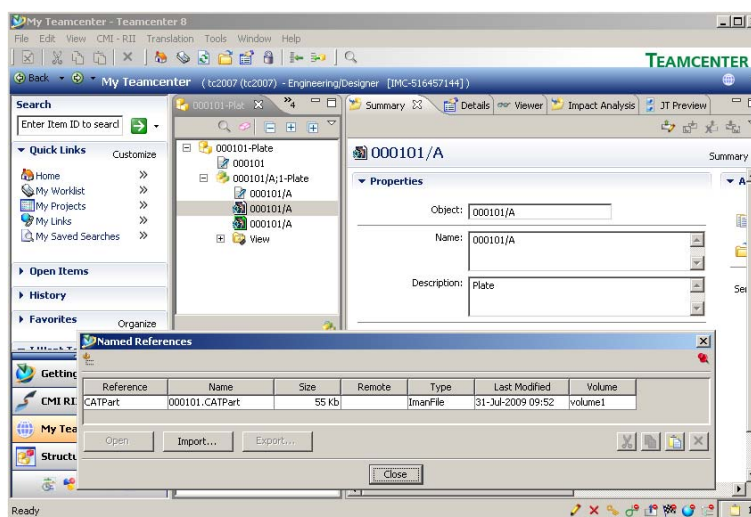 My Teamcenter - Teamcenter 8
File Edit View CMI - RII Translation Tools Window Help
TEAMCENTER
Back My Teamcenter ( tc2007 (tc2007) - Engineering/Designer [IMC-516457144] )
Search
Enter Item ID to search
Quick Links Customize
Home
My Worklist
My Projects
My Links
My Saved Searches
Open Items
History
Favorites Organize
Getting
CMI RI
My Tea
Structu
000101-Plat
4
000101-Plate
000101
000101/A;1-Plate
000101/A
000101/A
000101/A
View
Summary Details Viewer Impact Analysis JT Preview
000101/A
Summary
Properties
Object: 000101/A
Name: 000101/A
Description: Plate
Named References
Reference Name Size Remote Type Last Modified Volume
CATPart 000101.CATPart 55 Kb ImanFile 31-Jul-2009 09:52 volume1
Open Import... Export...
Close
Ready